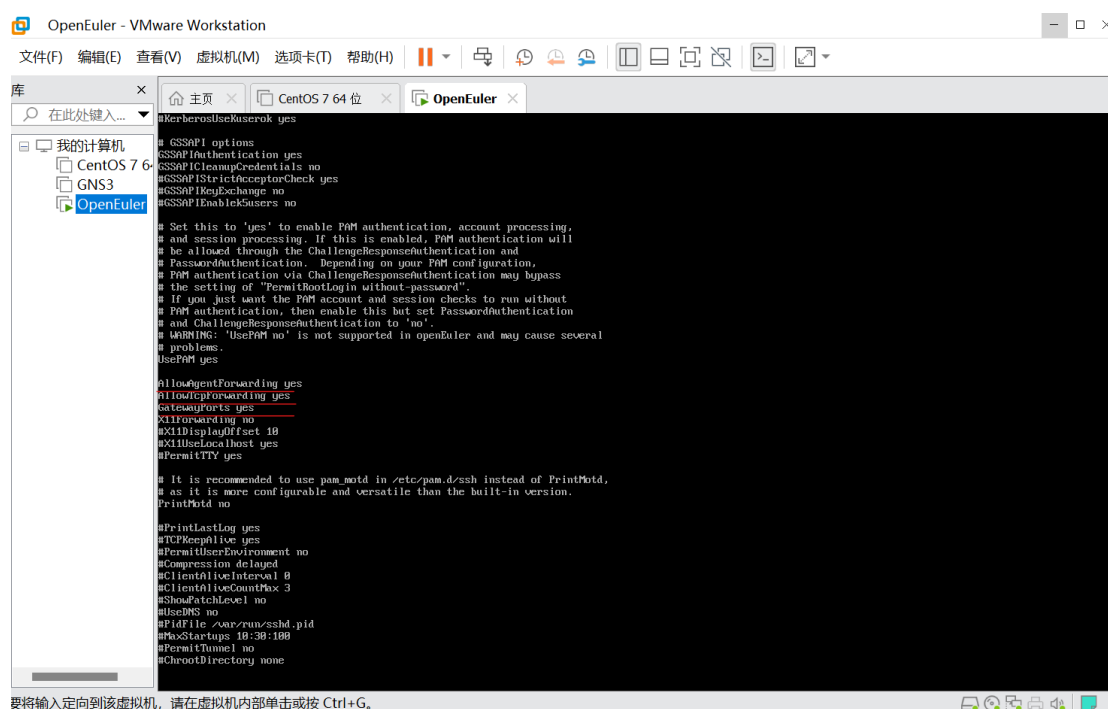 OpenEuler - VMware Workstation
文件(F) 编辑(E) 查看(V) 虚拟机(M) 选项卡(T) 帮助(H)
库
在此处键入...
我的计算机
CentOS 7 6
GNS3
OpenEuler
主页
CentOS 7 64 位
OpenEuler
#KerberosUseKuserok yes
# GSSAPI options
GSSAPIAuthentication yes
GSSAPICleanupCredentials no
#GSSAPIStrictAcceptorCheck yes
#GSSAPIKeyExchange no
#GSSAPIEnablek5users no
# Set this to 'yes' to enable PAM authentication, account processing,
# and session processing. If this is enabled, PAM authentication will
# be allowed through the ChallengeResponseAuthentication and
# PasswordAuthentication.  Depending on your PAM configuration,
# PAM authentication via ChallengeResponseAuthentication may bypass
# the setting of "PermitRootLogin without-password".
# If you just want the PAM account and session checks to run without
# PAM authentication, then enable this but set PasswordAuthentication
# and ChallengeResponseAuthentication to 'no'.
# WARNING: 'UsePAM no' is not supported in openEuler and may cause several
# problems.
UsePAM yes
AllowAgentForwarding yes
AllowTcpForwarding yes
GatewayPorts yes
X11Forwarding no
#X11DisplayOffset 10
#X11UseLocalhost yes
#PermitTTY yes
# It is recommended to use pam_motd in /etc/pam.d/ssh instead of PrintMotd,
# as it is more configurable and versatile than the built-in version.
PrintMotd no
#PrintLastLog yes
#TCPKeepAlive yes
#PermitUserEnvironment no
#Compression delayed
#ClientAliveInterval 0
#ClientAliveCountMax 3
#ShowPatchLevel no
#UseDNS no
#PidFile /var/run/sshd.pid
#MaxStartups 10:30:100
#PermitTunnel no
#ChrootDirectory none
要将输入定向到该虚拟机，请在虚拟机内部单击或按 Ctrl+G。